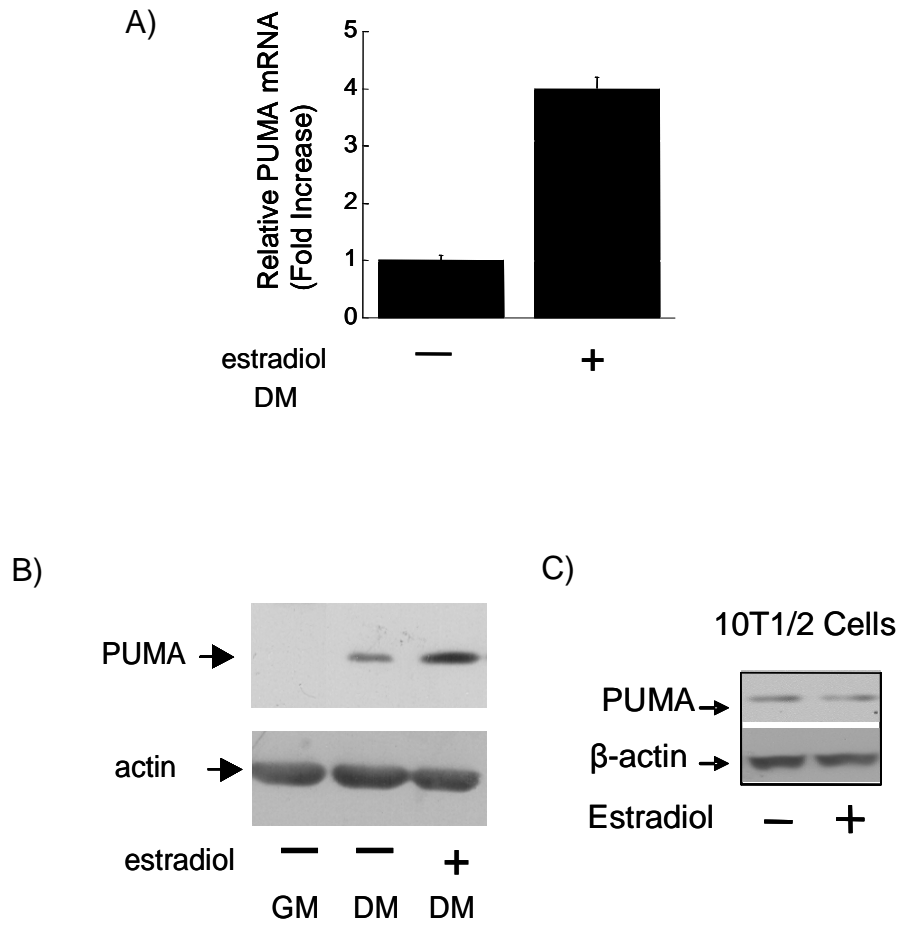 A)
Relative PUMA mRNA
(Fold Increase)
5
4
3
2
1
0
estradiol — +
DM
B)
PUMA
actin
estradiol — — +
GM DM DM
C)
10T1/2 Cells
PUMA
β-actin
Estradiol — +